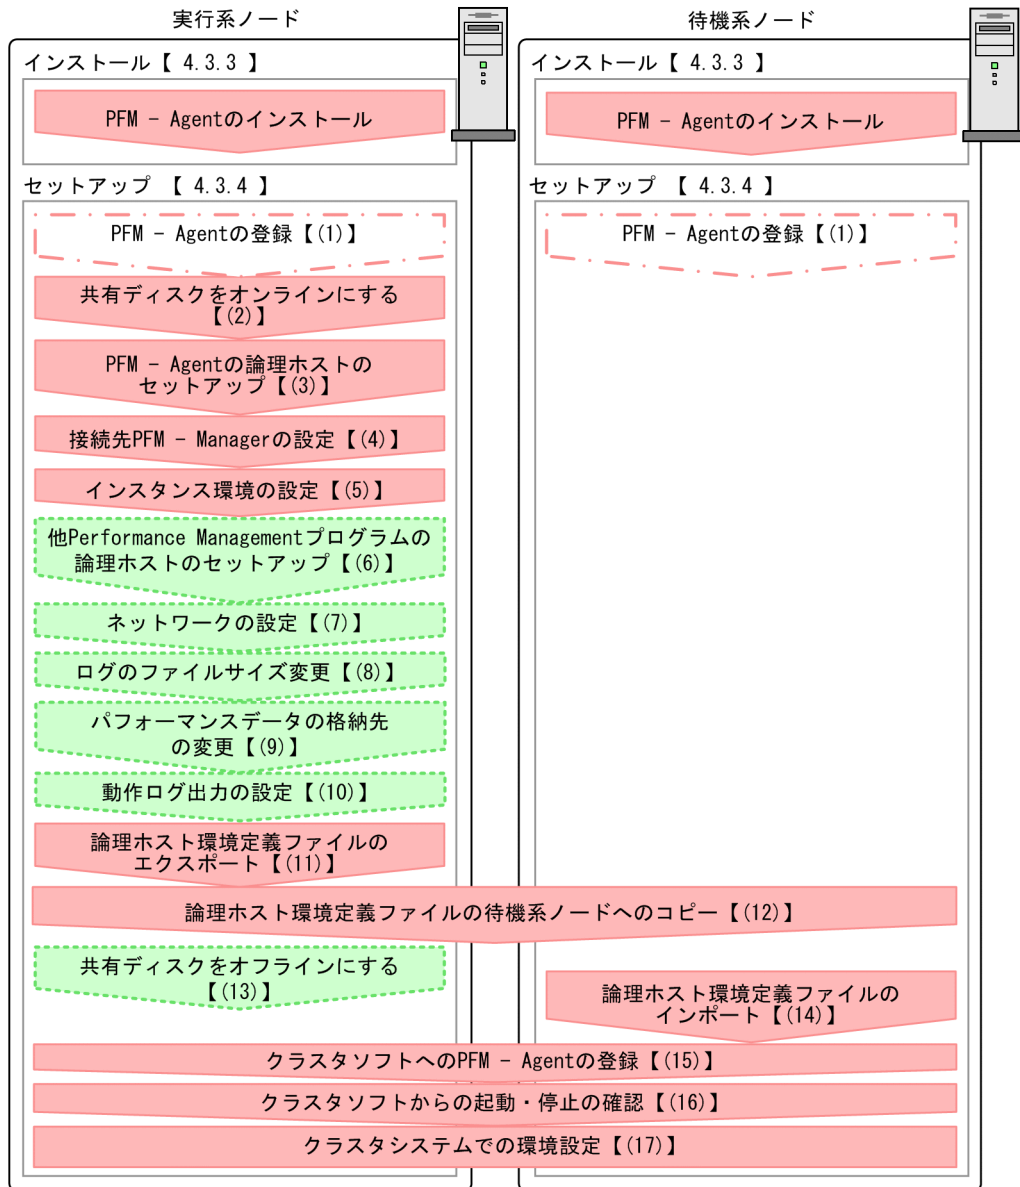 実行系ノード
待機系ノード
インストール【 4.3.3 】
インストール【 4.3.3 】
PFM − Agentのインストール
PFM − Agentのインストール
セットアップ 【 4.3.4 】
セットアップ 【 4.3.4 】
PFM − Agentの登録【(1)】
PFM − Agentの登録【(1)】
共有ディスクをオンラインにする
【(2)】
PFM − Agentの論理ホストの
セットアップ【(3)】
接続先PFM − Managerの設定【(4)】
インスタンス環境の設定【(5)】
他Performance Managementプログラムの
論理ホストのセットアップ【(6)】
ネットワークの設定【(7)】
ログのファイルサイズ変更【(8)】
パフォーマンスデータの格納先
の変更【(9)】
動作ログ出力の設定【(10)】
論理ホスト環境定義ファイルの
エクスポート【(11)】
論理ホスト環境定義ファイルの待機系ノードへのコピー【(12)】
共有ディスクをオフラインにする
【(13)】
論理ホスト環境定義ファイルの
インポート【(14)】
クラスタソフトへのPFM − Agentの登録【(15)】
クラスタソフトからの起動・停止の確認【(16)】
クラスタシステムでの環境設定【(17)】